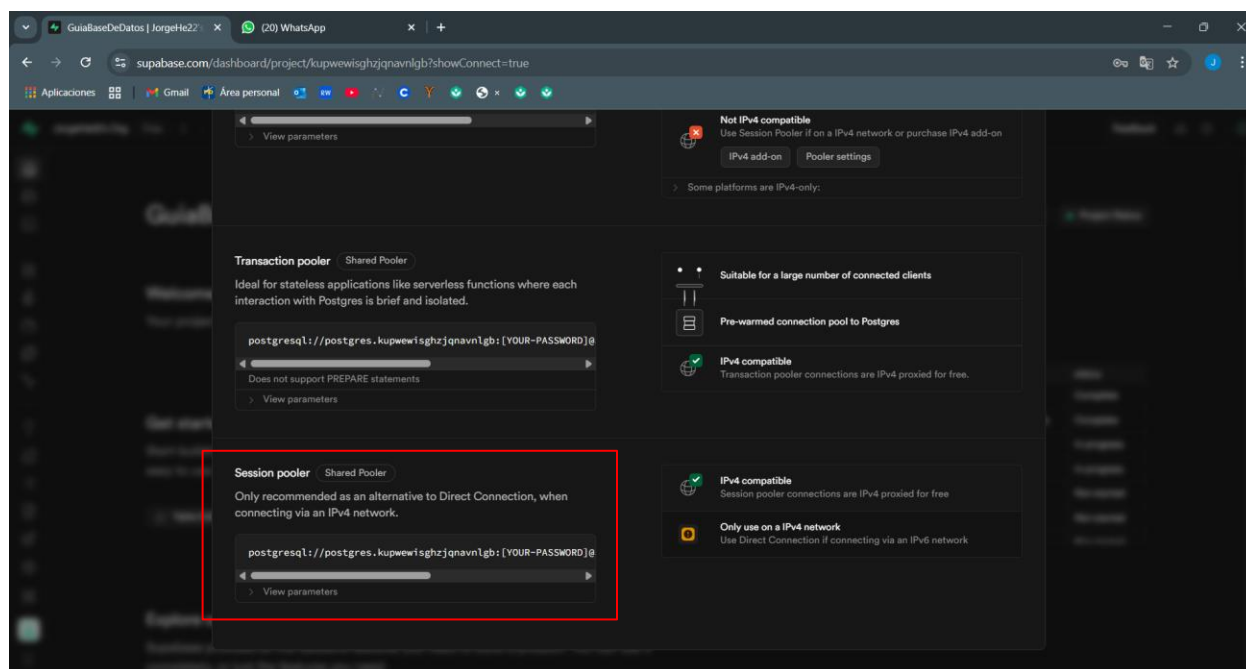 GuiaBaseDeDatos | JorgeHe22's
(20) WhatsApp
supabase.com/dashboard/project/kupwewisghzjqnavnlgb?showConnect=true
J
Aplicaciones
Gmail
Área personal
View parameters
Not IPv4 compatible
Use Session Pooler if on a IPv4 network or purchase IPv4 add-on
IPv4 add-on
Pooler settings
Some platforms are IPv4-only:
Transaction pooler
Shared Pooler
Ideal for stateless applications like serverless functions where each
interaction with Postgres is brief and isolated.
postgresql://postgres.kupwewisghzjqnavnlgb:[YOUR-PASSWORD]@
Does not support PREPARE statements
View parameters
Suitable for a large number of connected clients
Pre-warmed connection pool to Postgres
IPv4 compatible
Transaction pooler connections are IPv4 proxied for free.
Session pooler
Shared Pooler
Only recommended as an alternative to Direct Connection, when
connecting via an IPv4 network.
postgresql://postgres.kupwewisghzjqnavnlgb:[YOUR-PASSWORD]@
View parameters
IPv4 compatible
Session pooler connections are IPv4 proxied for free
Only use on a IPv4 network
Use Direct Connection if connecting via an IPv6 network